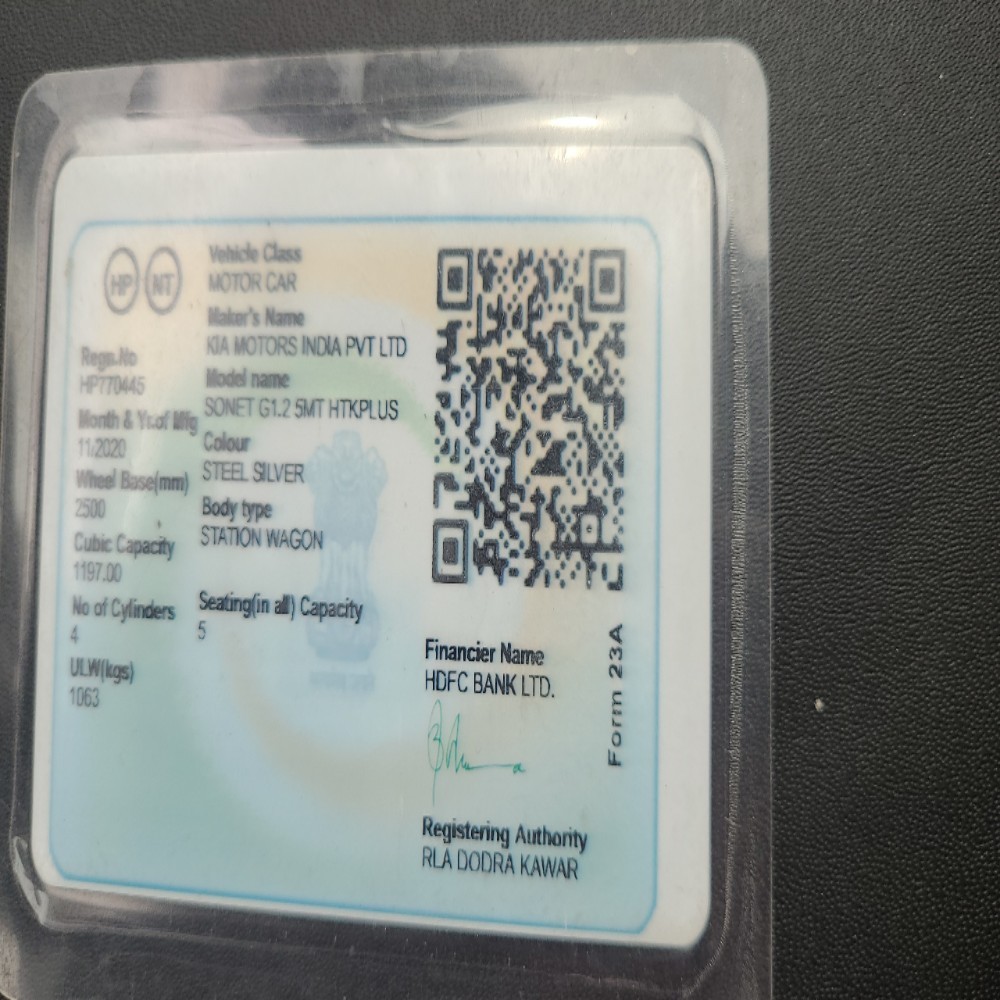 HP NT
Vehicle Class
MOTOR CAR
Maker's Name
KIA MOTORS INDIA PVT LTD
Regn.No
HP770445
Model name
SONET G1.2 5MT HTKPLUS
Month & Yr.of Mfg
11/2020
Colour
STEEL SILVER
Wheel Base(mm)
2500
Body type
STATION WAGON
Cubic Capacity
1197.00
No of Cylinders
4
Seating(in all) Capacity
5
ULW(kgs)
1063
Financier Name
HDFC BANK LTD.
Form 23A
Registering Authority
RLA DODRA KAWAR